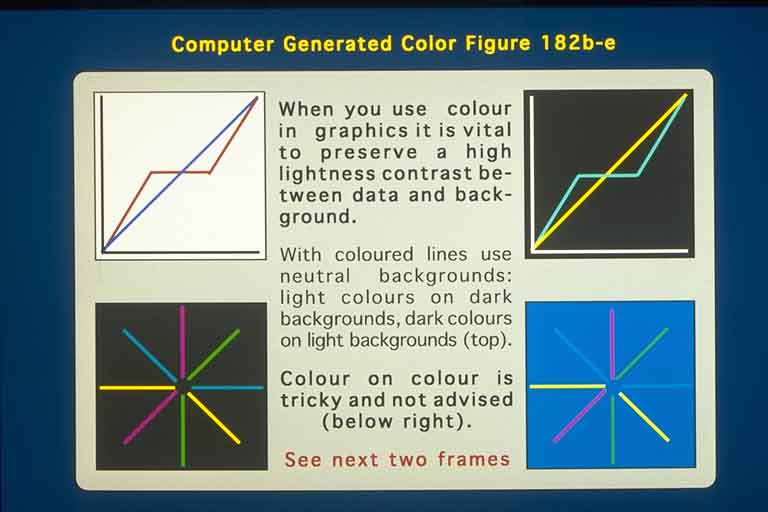 Computer Generated Color Figure 182b-e
When you use colour
in graphics it is vital
to preserve a high
lightness contrast be-
tween data and back-
ground.
With coloured lines use
neutral backgrounds:
light colours on dark
backgrounds, dark colours
on light backgrounds (top).
Colour on colour is
tricky and not advised
(below right).
See next two frames